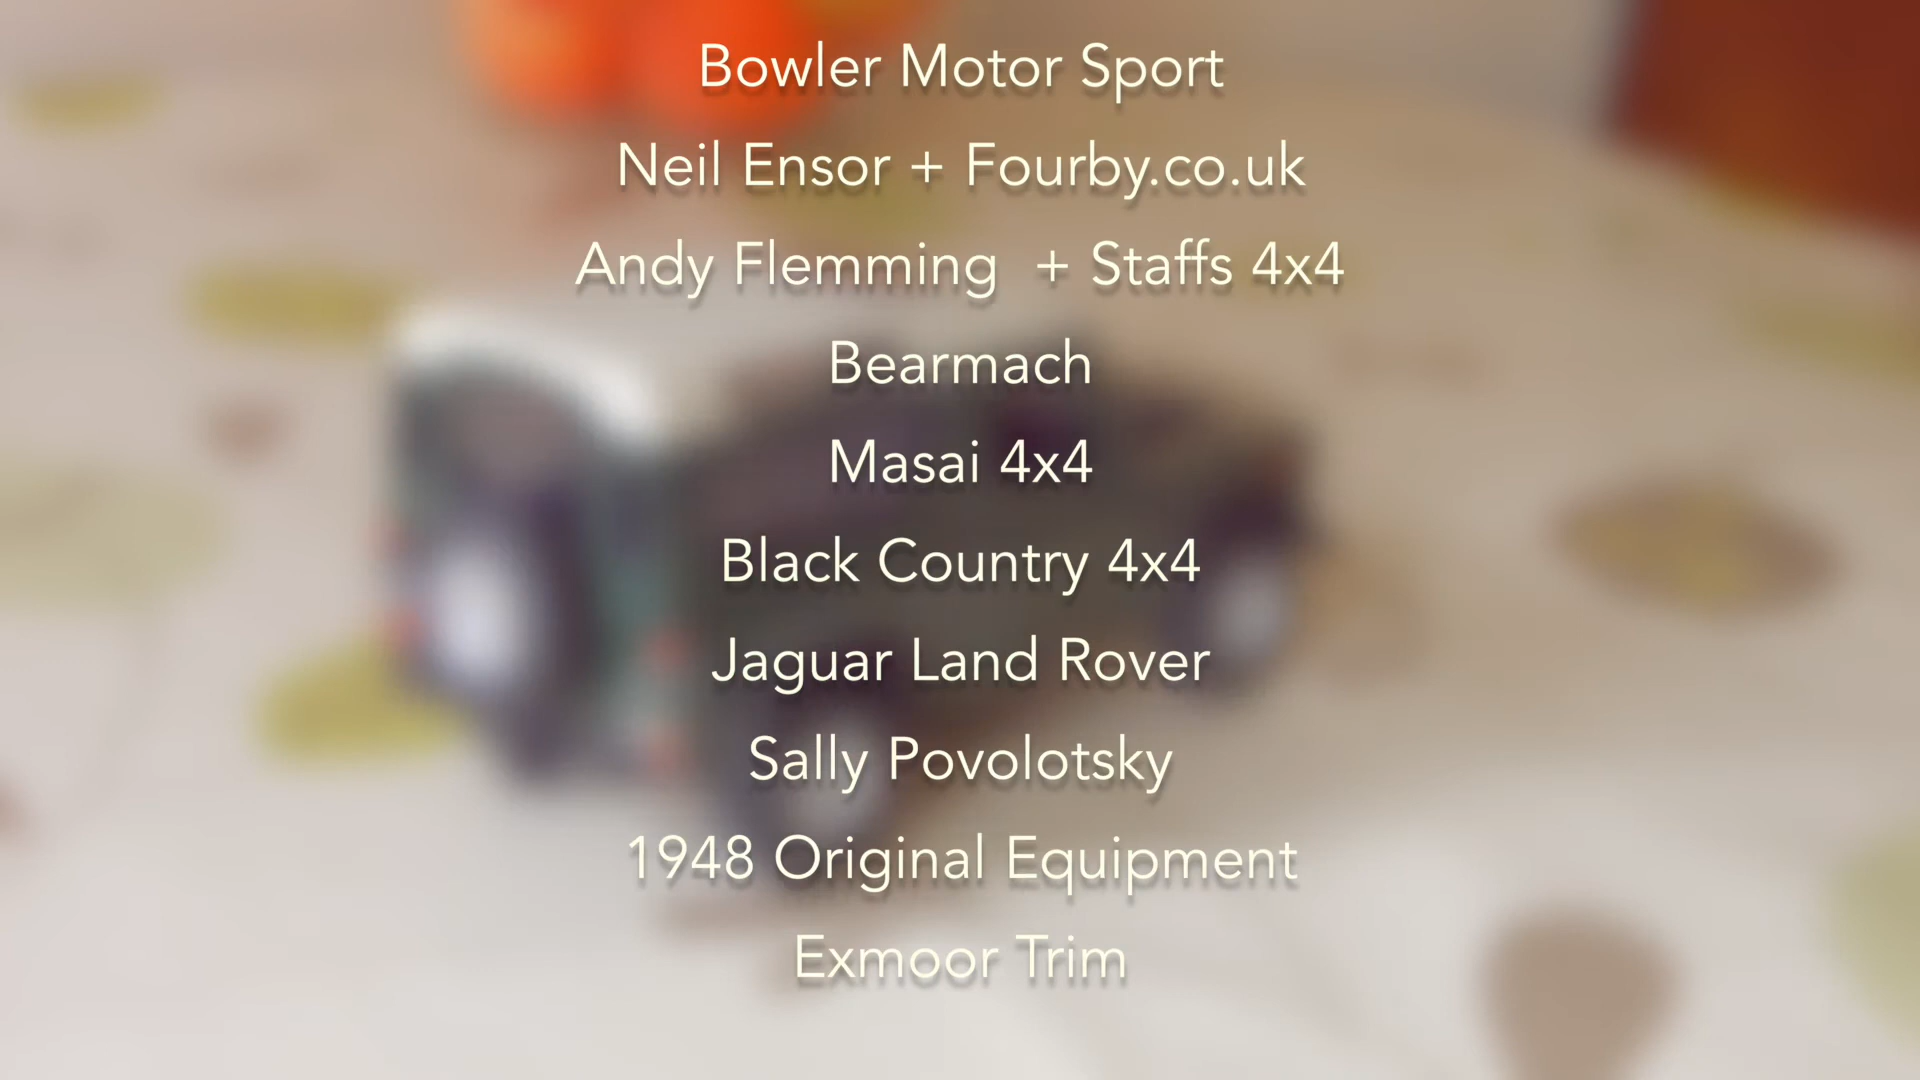 Bowler Motor Sport
Neil Ensor + Fourby.co.uk
Andy Flemming  + Staffs 4x4
Bearmach
Masai 4x4
Black Country 4x4
Jaguar Land Rover
Sally Povolotsky
1948 Original Equipment
Exmoor Trim